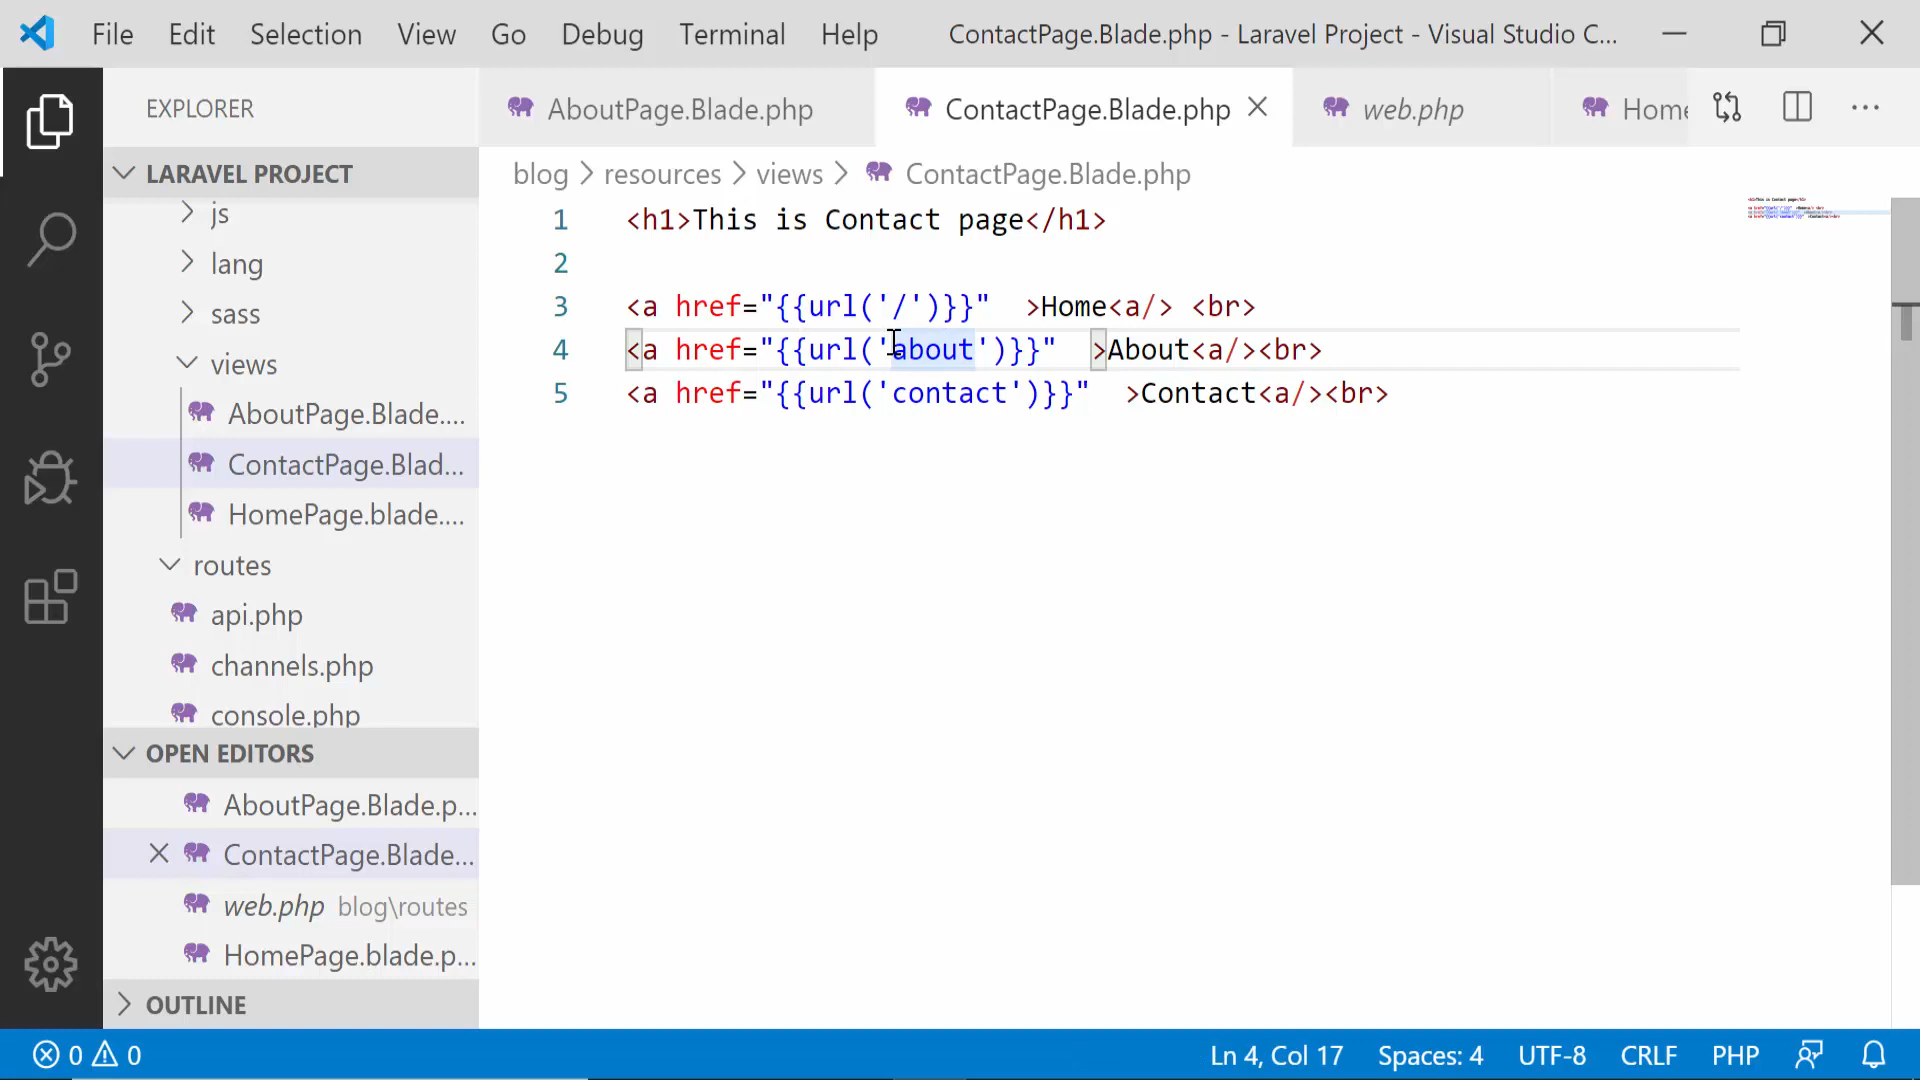 File Edit Selection View Go Debug Terminal Help ContactPage.Blade.php - Laravel Project - Visual Studio C...
EXPLORER
AboutPage.Blade.php ContactPage.Blade.php web.php Home
LARAVEL PROJECT
js
lang
sass
views
AboutPage.Blade....
ContactPage.Blad...
HomePage.blade....
routes
api.php
channels.php
console.php
OPEN EDITORS
AboutPage.Blade.p...
ContactPage.Blade...
web.php blog\routes
HomePage.blade.p...
OUTLINE
blog > resources > views > ContactPage.Blade.php
1 <h1>This is Contact page</h1>
2
3 <a href="{{url('/')}}"  >Home<a/> <br>
4 <a href="{{url('about')}}"  >About<a/><br>
5 <a href="{{url('contact')}}"  >Contact<a/><br>
0 0 Ln 4, Col 17 Spaces: 4 UTF-8 CRLF PHP